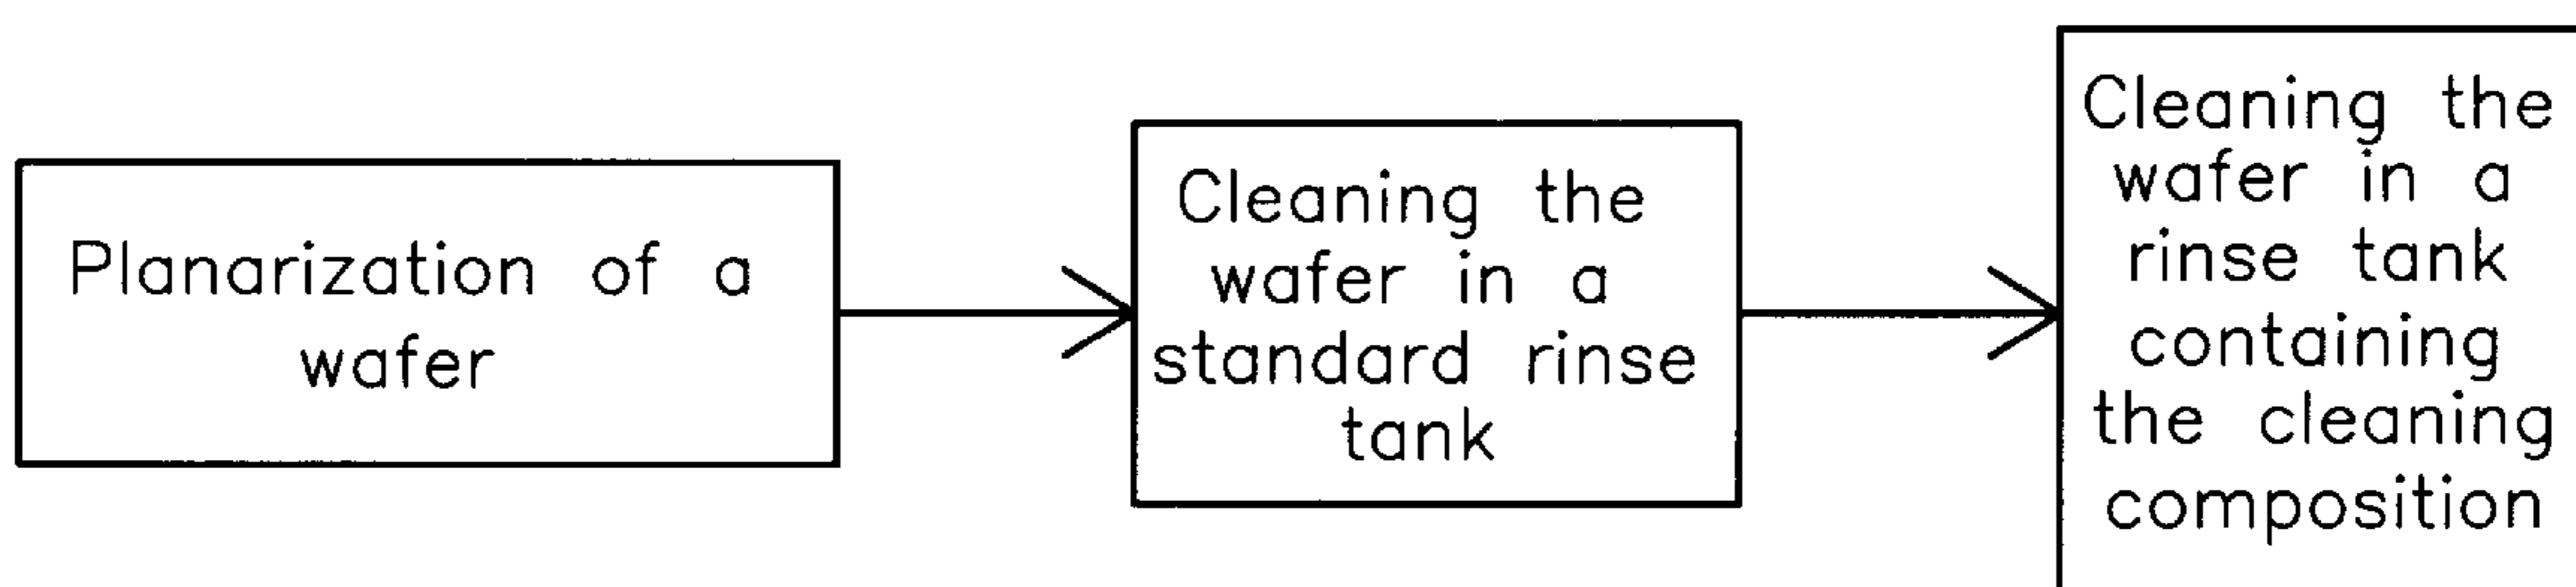 Planarization of a
wafer
Cleaning the
wafer in a
standard rinse
tank
Cleaning the
wafer in a
rinse tank
containing
the cleaning
composition